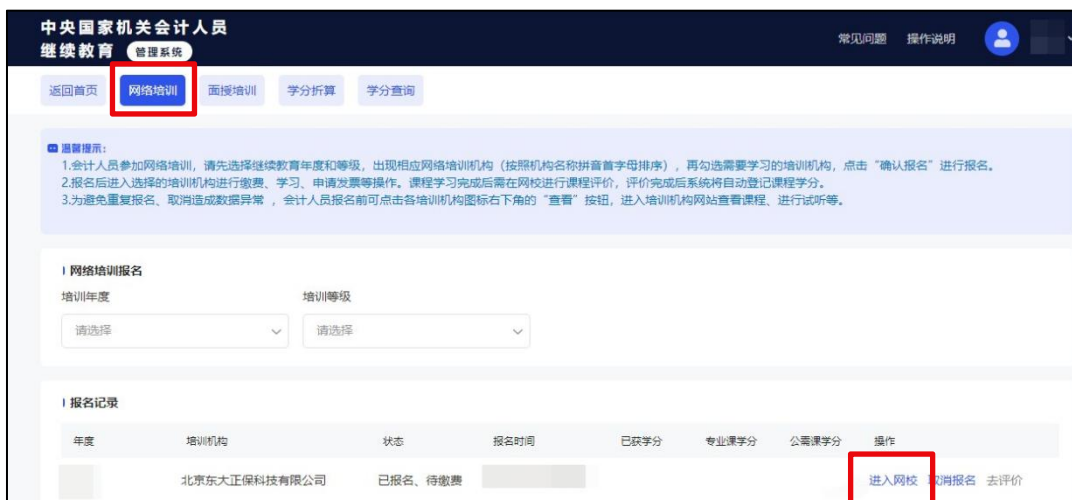 中央国家机关会计人员
继续教育 管理系统
常见问题 操作说明
返回首页 网络培训 面授培训 学分折算 学分查询
温馨提示：
1.会计人员参加网络培训，请先选择继续教育年度和等级，出现相应网络培训机构（按照机构名称拼音首字母排序），再勾选需要学习的培训机构，点击“确认报名”进行报名。
2.报名后进入选择的培训机构进行缴费、学习、申请发票等操作。课程学习完成后需在网校进行课程评价，评价完成后系统将自动登记课程学分。
3.为避免重复报名、取消造成数据异常 ，会计人员报名前可点击各培训机构图标右下角的“查看”按钮，进入培训机构网站查看课程、进行试听等。
网络培训报名
培训年度 培训等级
请选择 请选择
报名记录
年度 培训机构 状态 报名时间 已获学分 专业课学分 公需课学分 操作
北京东大正保科技有限公司 已报名、待缴费 进入网校 取消报名 去评价